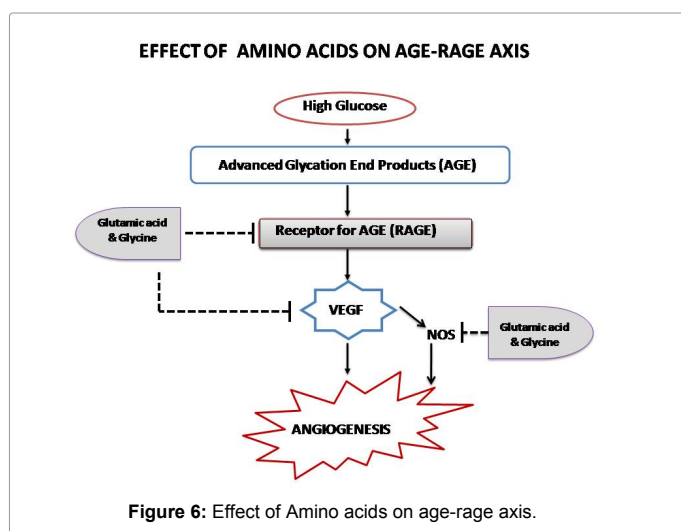 EFFECT OF AMINO ACIDS ON AGE-RAGE AXIS
High Glucose
Advanced Glycation End Products (AGE)
Glutamic acid
& Glycine
Receptor for AGE (RAGE)
VEGF
NOS
Glutamic acid
& Glycine
ANGIOGENESIS
Figure 6: Effect of Amino acids on age-rage axis.